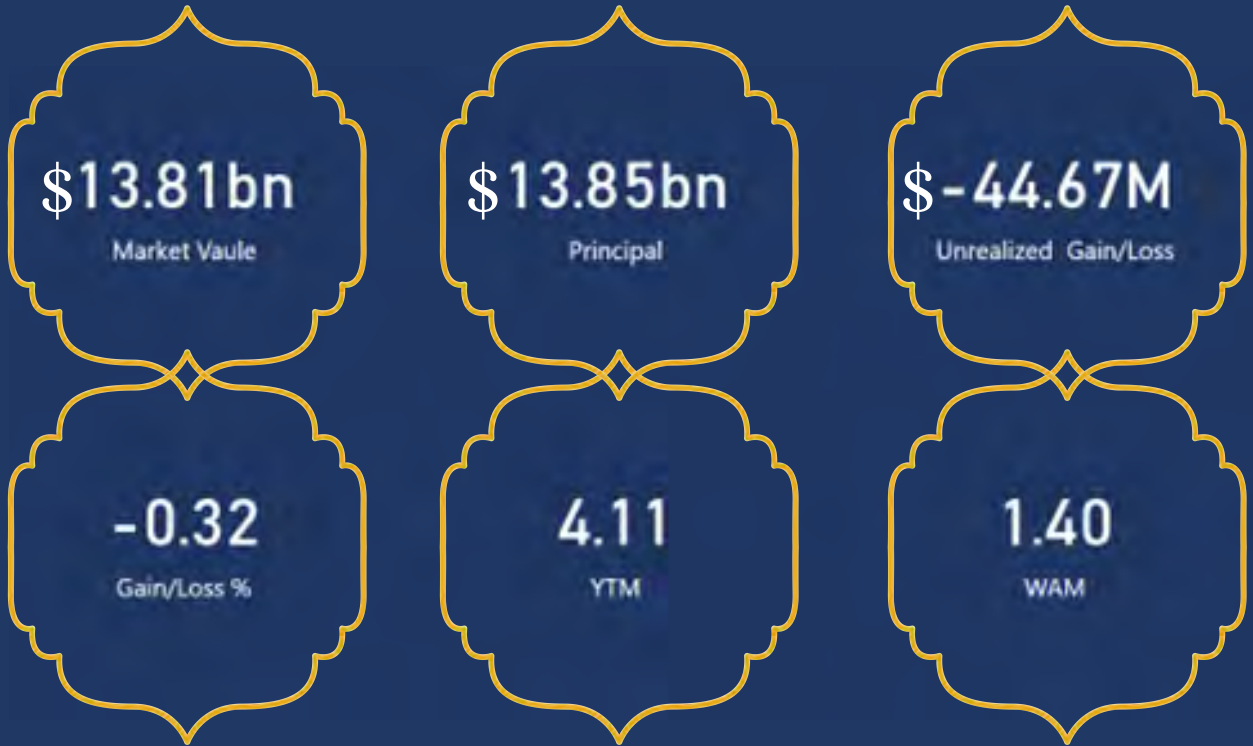 $13.81bn
Market Vaule
$13.85bn
Principal
$-44.67M
Unrealized Gain/Loss
-0.32
Gain/Loss %
4.11
YTM
1.40
WAM